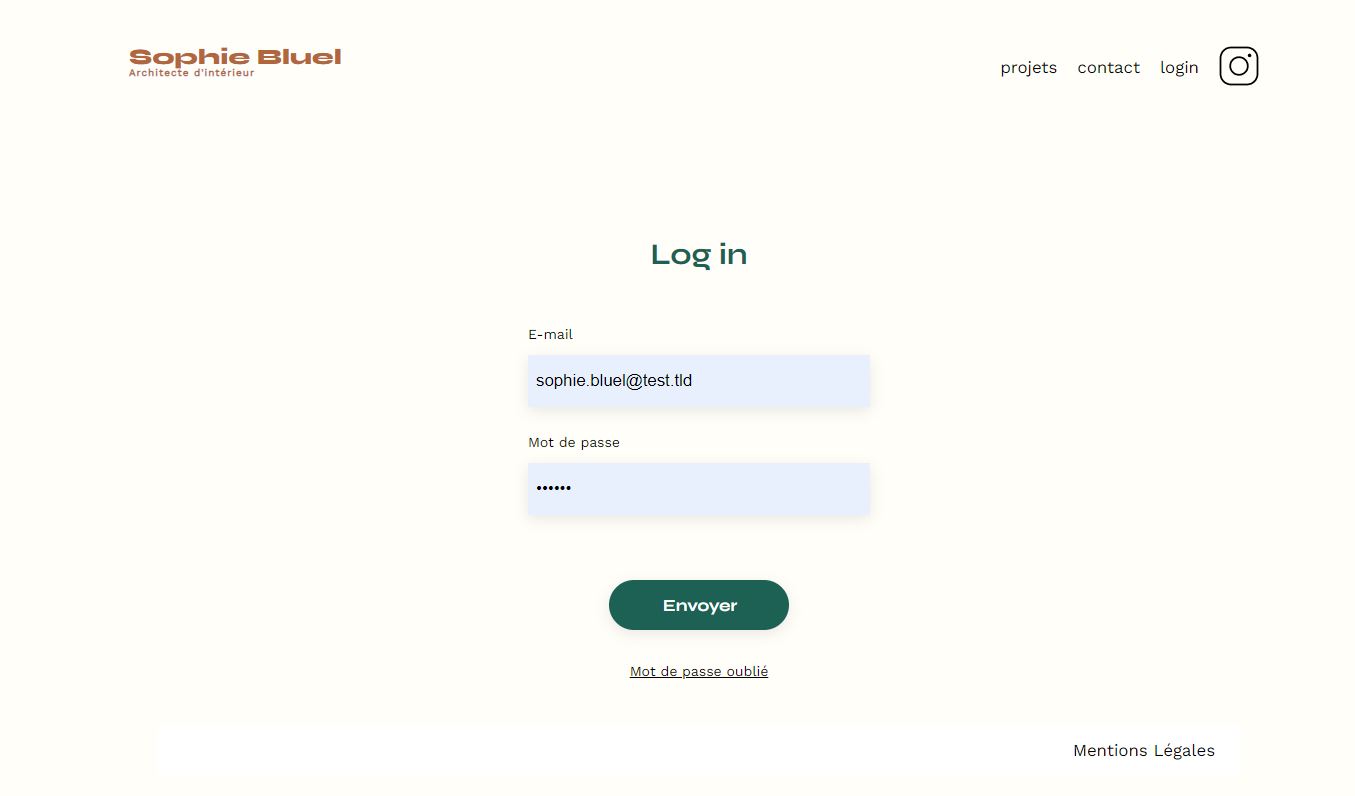 Sophie Bluel
Architecte d'intérieur
projets contact login
Log in
E-mail
sophie.bluel@test.tld
Mot de passe
••••••
Envoyer
Mot de passe oublié
Mentions Légales